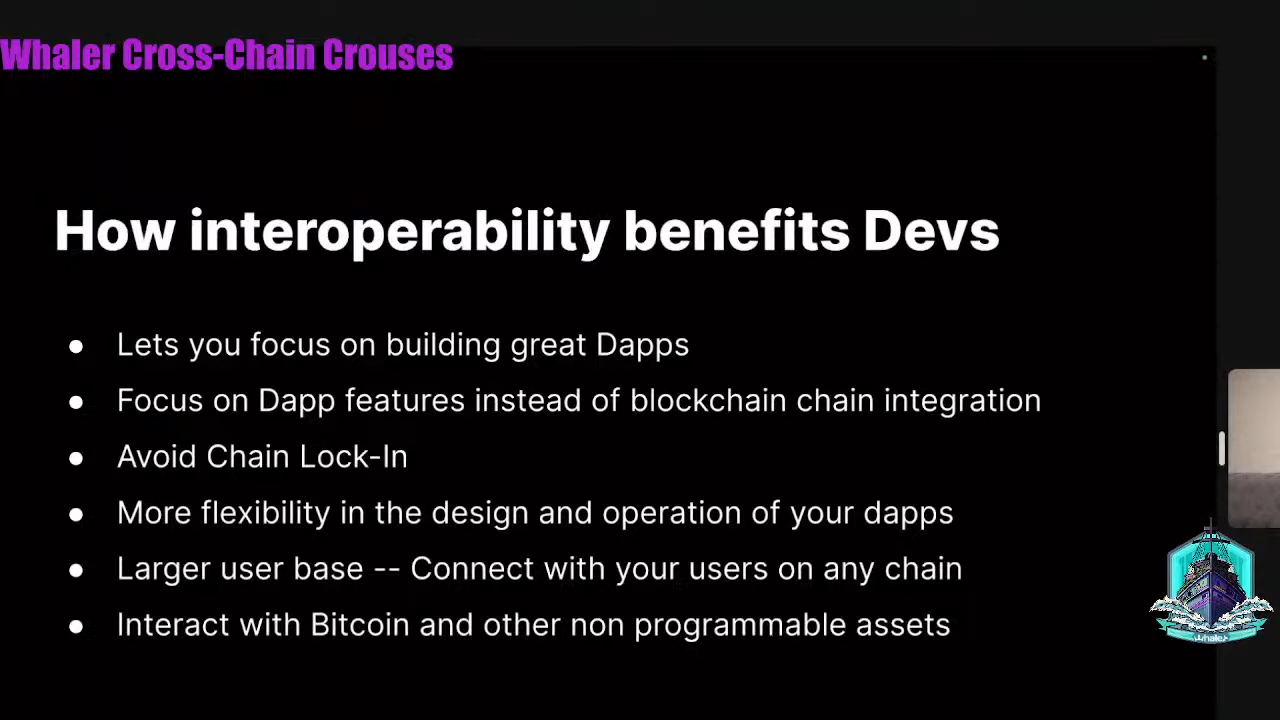 Whaler Cross-Chain Crouses
How interoperability benefits Devs
● Lets you focus on building great Dapps
● Focus on Dapp features instead of blockchain chain integration
● Avoid Chain Lock-In
● More flexibility in the design and operation of your dapps
● Larger user base -- Connect with your users on any chain
● Interact with Bitcoin and other non programmable assets
whaler